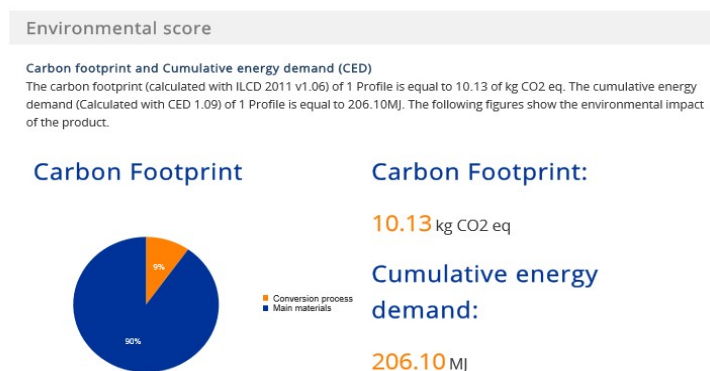 Environmental score
Carbon footprint and Cumulative energy demand (CED)
The carbon footprint (calculated with ILCD 2011 v1.06) of 1 Profile is equal to 10.13 of kg CO2 eq. The cumulative energy
demand (Calculated with CED 1.09) of 1 Profile is equal to 206.10MJ. The following figures show the environmental impact
of the product.
Carbon Footprint
9%
90%
Conversion process
Main materials
Carbon Footprint:
10.13 kg CO2 eq
Cumulative energy
demand:
206.10 MJ